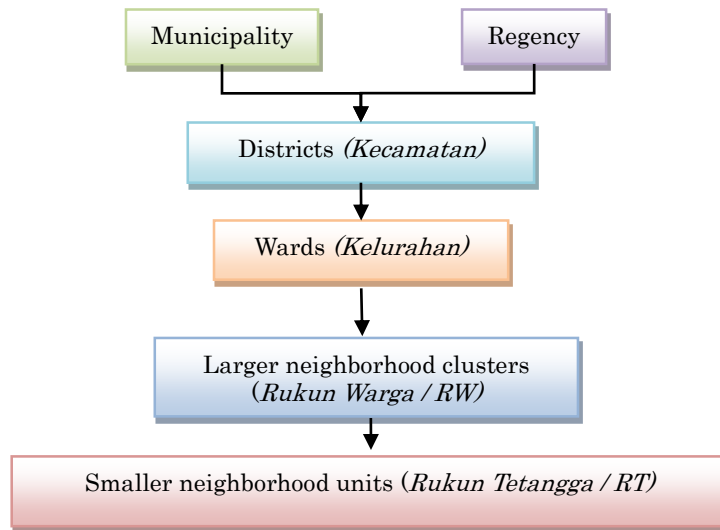 Municipality
Regency
Districts (Kecamatan)
Wards (Kelurahan)
Larger neighborhood clusters
(Rukun Warga / RW)
Smaller neighborhood units (Rukun Tetangga / RT)